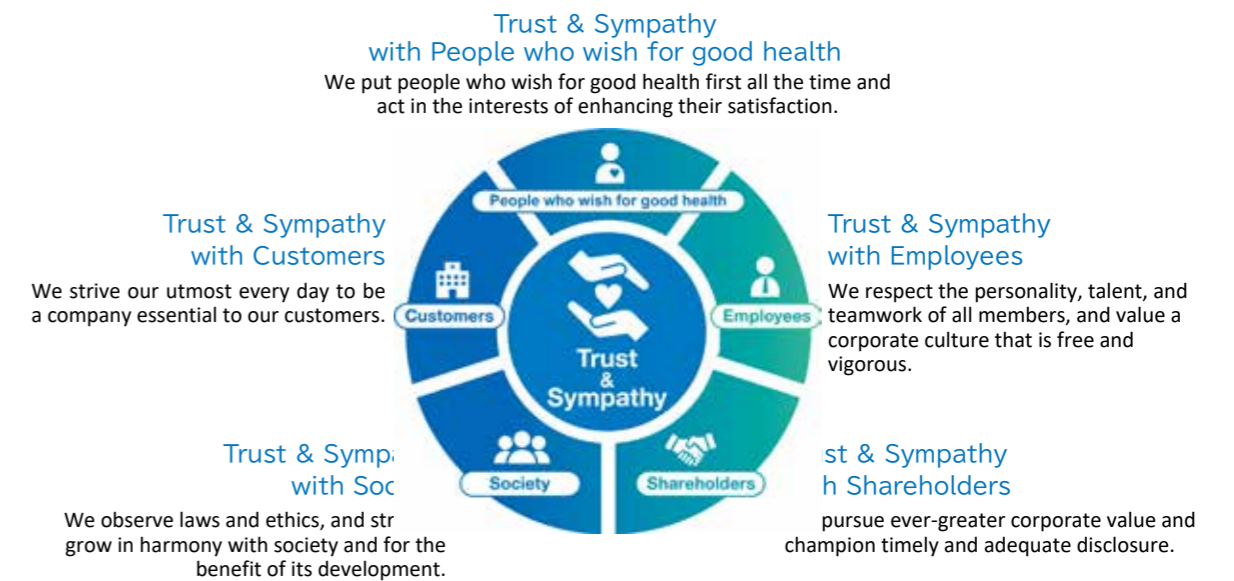 Trust & Sympathy
with People who wish for good health
We put people who wish for good health first all the time and
act in the interests of enhancing their satisfaction.
People who wish for good health
Trust & Sympathy
with Customers
We strive our utmost every day to be
a company essential to our customers.
Customers
Trust
&
Sympathy
Employees
Trust & Sympathy
with Employees
We respect the personality, talent, and
teamwork of all members, and value a
corporate culture that is free and
vigorous.
Trust & Symp
with Soc
We observe laws and ethics, and str
grow in harmony with society and for the
benefit of its development.
Society
Shareholders
st & Sympathy
h Shareholders
pursue ever-greater corporate value and
champion timely and adequate disclosure.